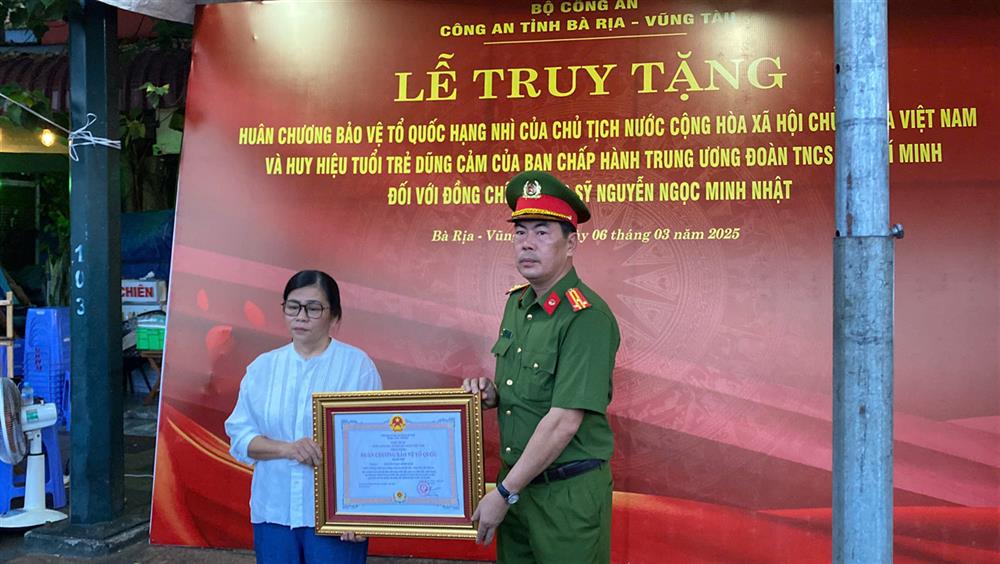 BỘ CÔNG AN
CÔNG AN TỈNH BÀ RỊA - VŨNG TÀU
LỄ TRUY TẶNG
HUÂN CHƯƠNG BẢO VỆ TỔ QUỐC HẠNG NHÌ CỦA CHỦ TỊCH NƯỚC CỘNG HÒA XÃ HỘI CHỦ A VIỆT NAM
VÀ HUY HIỆU TUỔI TRẺ DŨNG CẢM CỦA BAN CHẤP HÀNH TRUNG ƯƠNG ĐOÀN TNCS Í MINH
ĐỐI VỚI ĐỒNG CHÍ SỸ NGUYỄN NGỌC MINH NHẬT
Bà Rịa - Vũng y 06 tháng 03 năm 2025
103
CHIÊN
HUÂN CHƯƠNG BẢO VỆ TỔ QUỐC